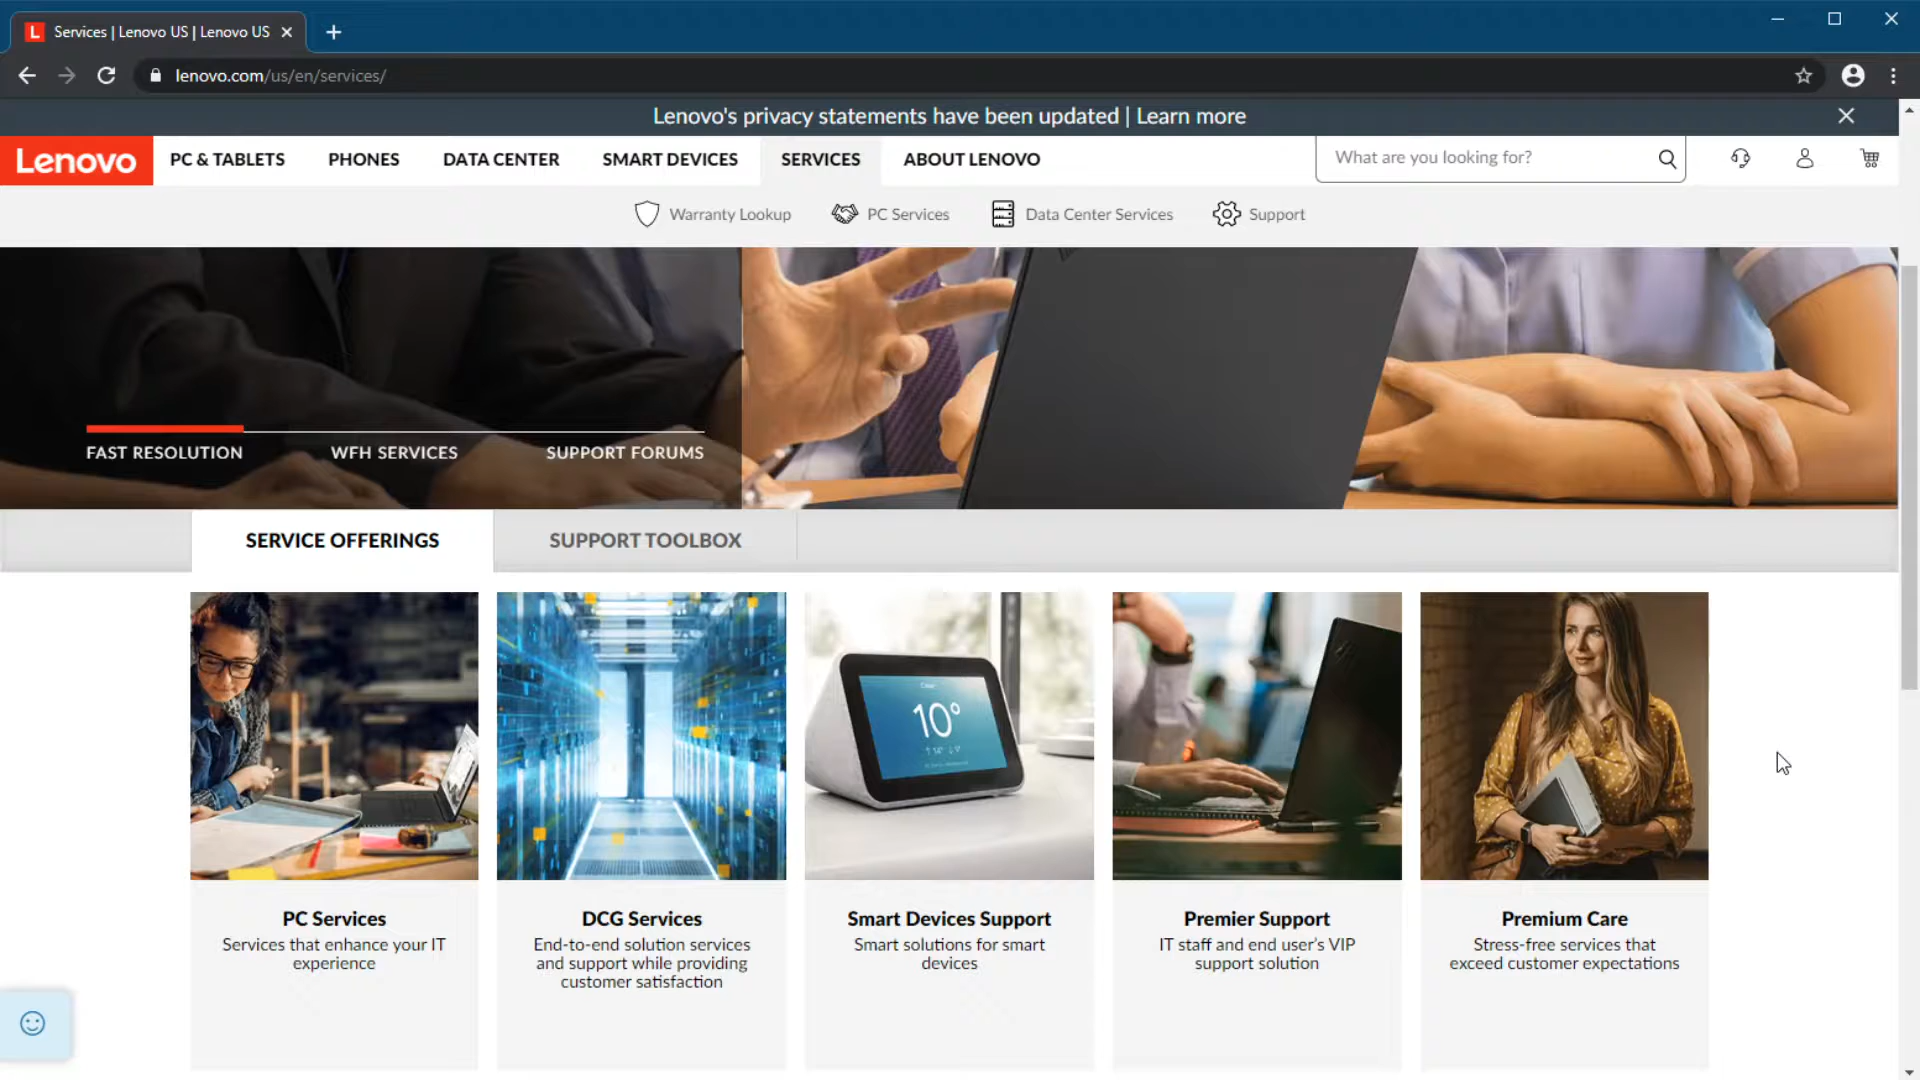 Services | Lenovo US | Lenovo US
lenovo.com/us/en/services/
Lenovo's privacy statements have been updated | Learn more
Lenovo
PC & TABLETS
PHONES
DATA CENTER
SMART DEVICES
SERVICES
ABOUT LENOVO
What are you looking for?
Warranty Lookup
PC Services
Data Center Services
Support
FAST RESOLUTION
WFH SERVICES
SUPPORT FORUMS
SERVICE OFFERINGS
SUPPORT TOOLBOX
10°
PC Services
Services that enhance your IT
experience
DCG Services
End-to-end solution services
and support while providing
customer satisfaction
Smart Devices Support
Smart solutions for smart
devices
Premier Support
IT staff and end user's VIP
support solution
Premium Care
Stress-free services that
exceed customer expectations